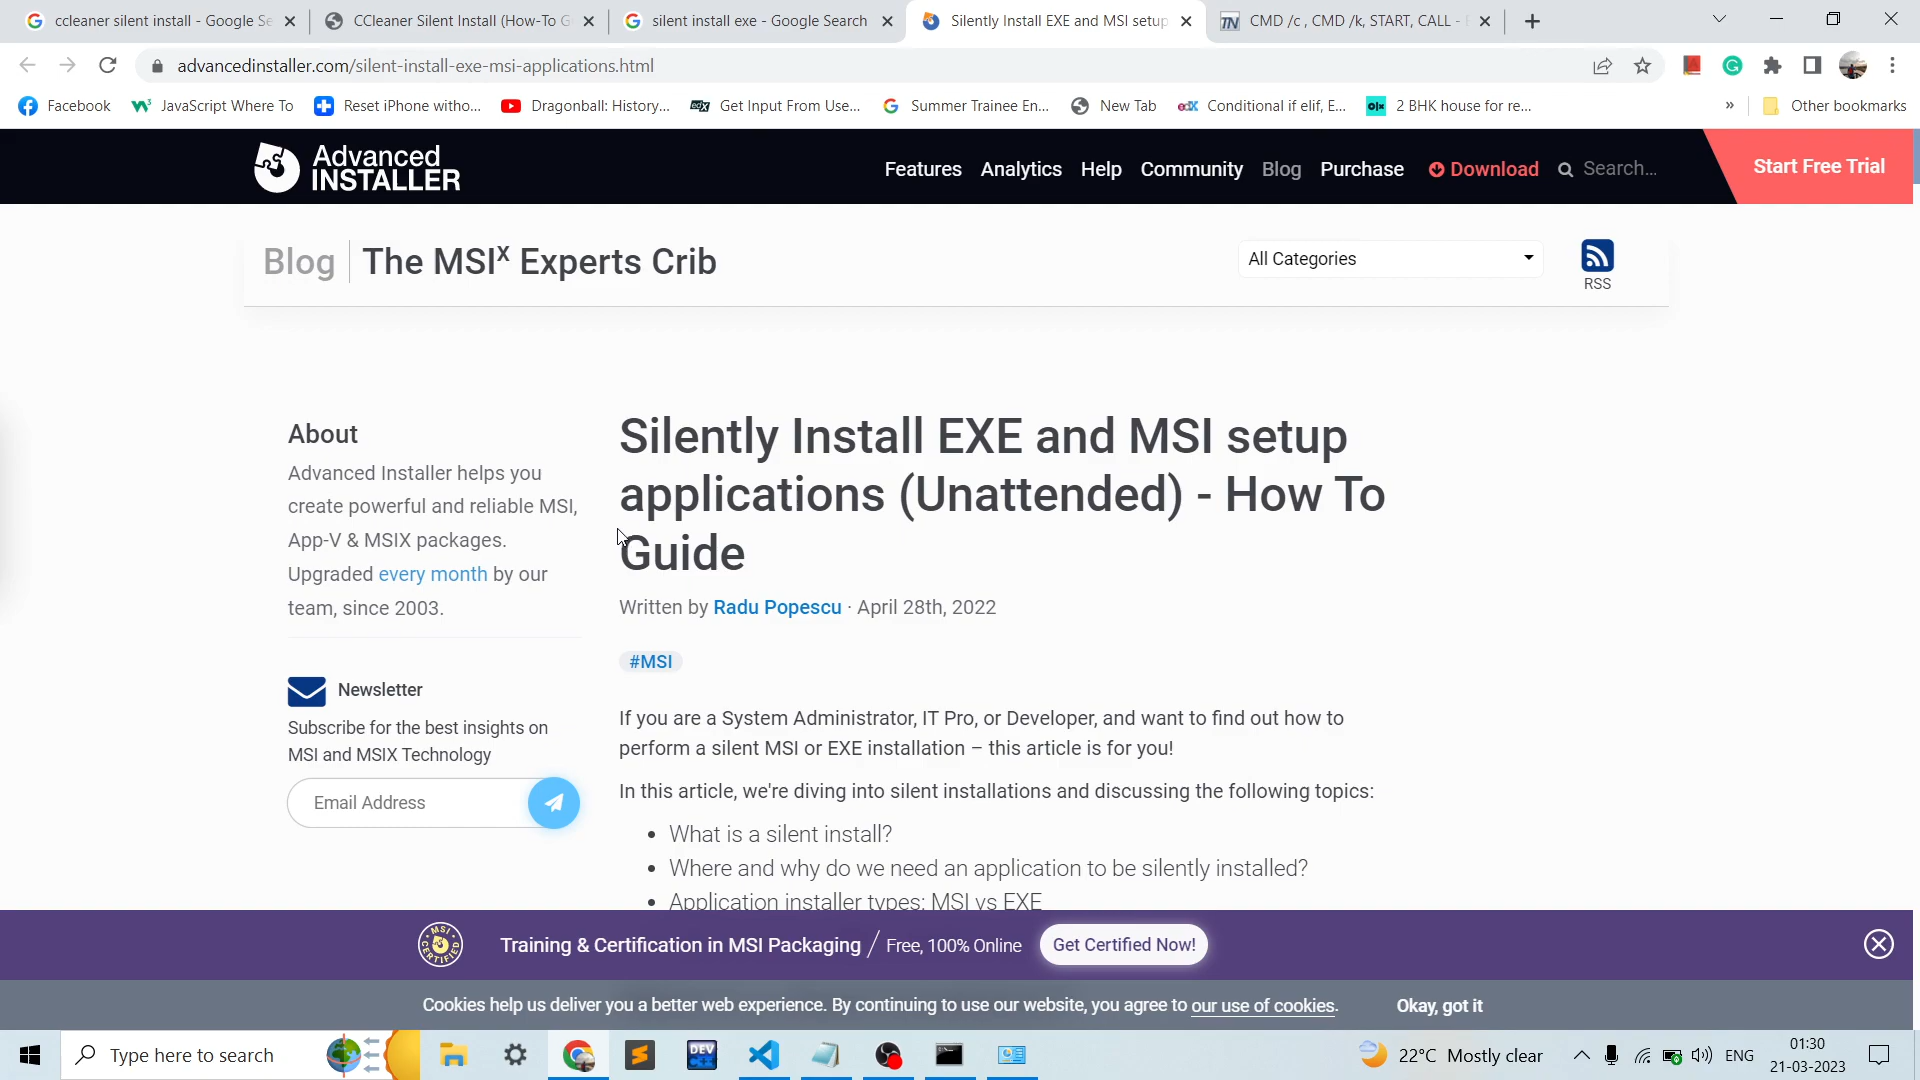 ccleaner silent install - Google Se
CCleaner Silent Install (How-To G
silent install exe - Google Search
Silently Install EXE and MSI setup
CMD /c , CMD /k, START, CALL -
advancedinstaller.com/silent-install-exe-msi-applications.html
Facebook
JavaScript Where To
Reset iPhone witho...
Dragonball: History...
Get Input From Use...
Summer Trainee En...
New Tab
Conditional if elif, E...
2 BHK house for re...
»
Other bookmarks
Advanced
INSTALLER
Features
Analytics
Help
Community
Blog
Purchase
Download
Search...
Start Free Trial
Blog
The MSIX Experts Crib
All Categories
RSS
About
Advanced Installer helps you
create powerful and reliable MSI,
App-V & MSIX packages.
Upgraded every month by our
team, since 2003.
Newsletter
Subscribe for the best insights on
MSI and MSIX Technology
Email Address
Silently Install EXE and MSI setup
applications (Unattended) - How To
Guide
Written by Radu Popescu · April 28th, 2022
#MSI
If you are a System Administrator, IT Pro, or Developer, and want to find out how to
perform a silent MSI or EXE installation – this article is for you!
In this article, we're diving into silent installations and discussing the following topics:
• What is a silent install?
• Where and why do we need an application to be silently installed?
• Application installer types: MSI vs EXE
MSI
CERTIFIED
Training & Certification in MSI Packaging / Free, 100% Online
Get Certified Now!
Cookies help us deliver you a better web experience. By continuing to use our website, you agree to our use of cookies.
Okay, got it
Type here to search
DEV
22°C Mostly clear
ENG
01:30
21-03-2023